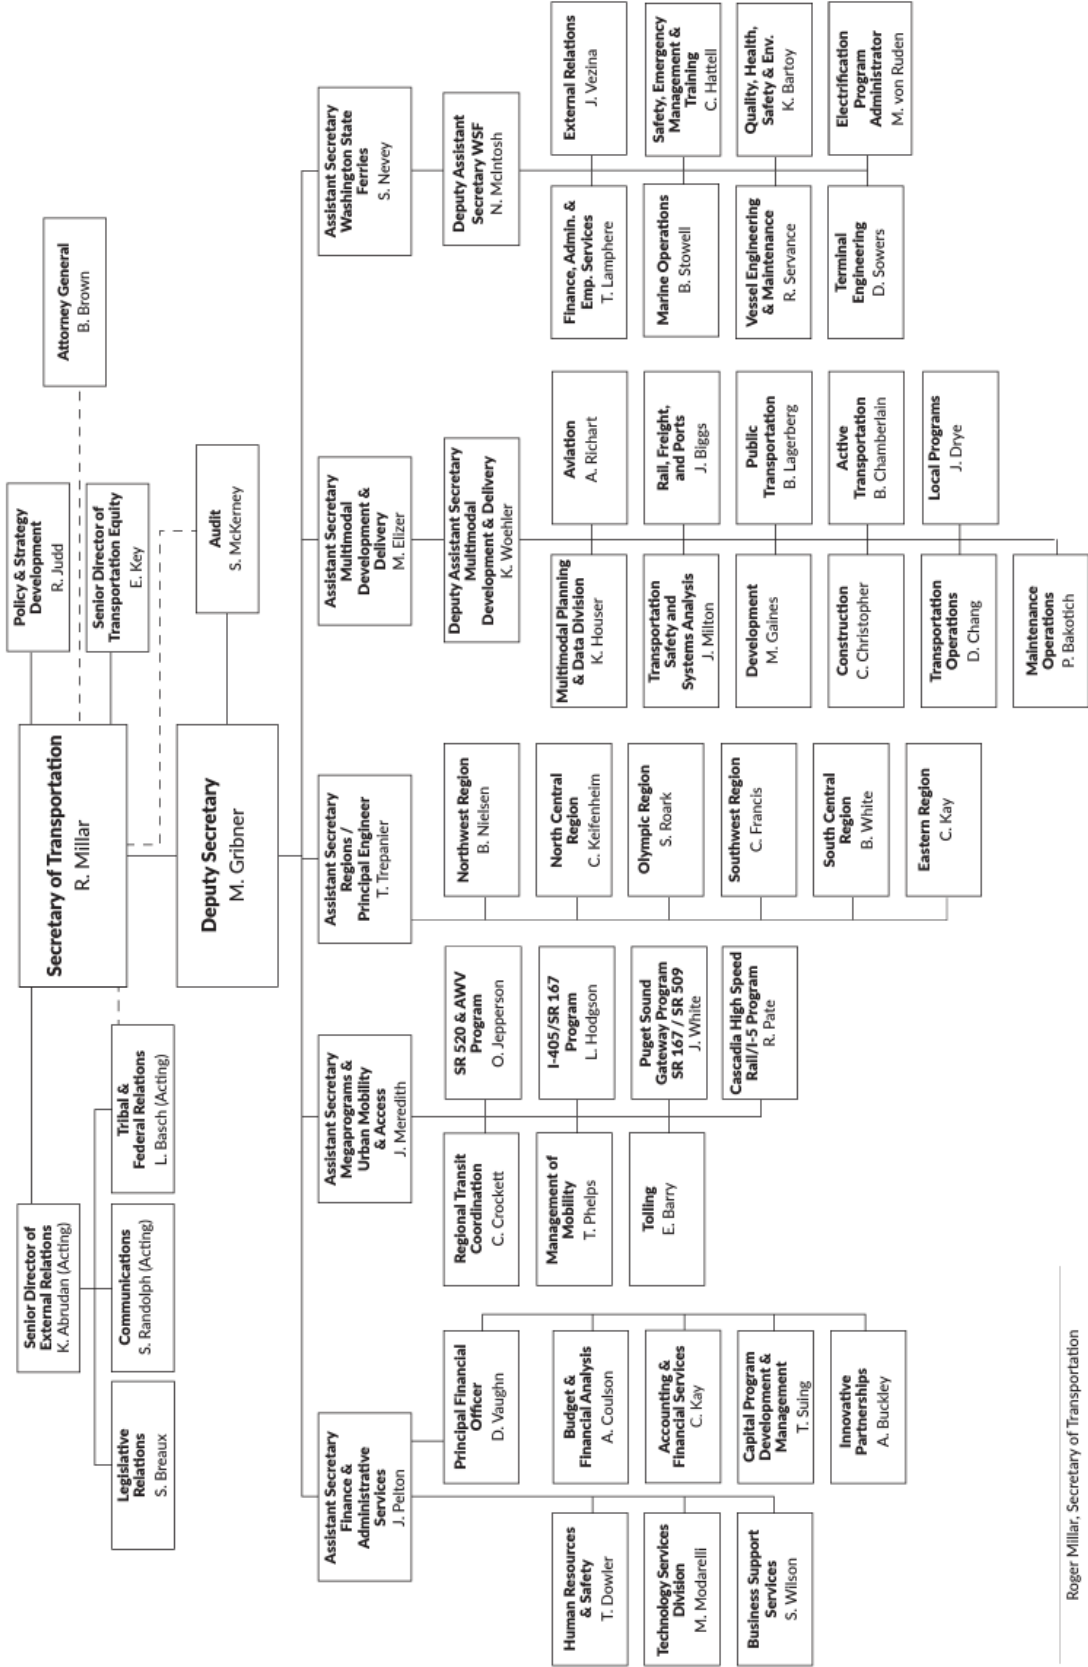 Policy & Strategy
Development
R. Judd
Attorney General
B. Brown
Senior Director of
Transportation Equity
E. Key
Secretary of Transportation
R. Millar
Senior Director of
External Relations
K. Abrudan (Acting)
Legislative
Relations
S. Breaux
Communications
S. Randolph (Acting)
Tribal &
Federal Relations
L. Basch (Acting)
Deputy Secretary
M. Gribner
Audit
S. McKerney
Assistant Secretary
Finance &
Administrative
Services
J. Pelton
Human Resources
& Safety
T. Dowler
Technology Services
Division
M. Modarelli
Business Support
Services
S. Wilson
Principal Financial
Officer
D. Vaughn
Budget &
Financial Analysis
A. Coulson
Accounting &
Financial Services
C. Kay
Capital Program
Development &
Management
T. Suing
Innovative
Partnerships
A. Buckley
Assistant Secretary
Megaprograms &
Urban Mobility
& Access
J. Meredith
Regional Transit
Coordination
C. Crockett
Management of
Mobility
T. Phelps
Tolling
E. Barry
SR 520 & AWV
Program
O. Jepperson
I-405/SR 167
Program
L. Hodgson
Puget Sound
Gateway Program
SR 167 / SR 509
J. White
Cascadia High Speed
Rail/I-5 Program
R. Pate
Assistant Secretary
Regions /
Principal Engineer
T. Trepanier
Northwest Region
B. Nielsen
North Central
Region
C. Keifenheim
Olympic Region
S. Roark
Southwest Region
C. Francis
South Central
Region
B. White
Eastern Region
C. Kay
Assistant Secretary
Multimodal
Development &
Delivery
M. Elizer
Deputy Assistant Secretary
Multimodal
Development & Delivery
K. Woehler
Multimodal Planning
& Data Division
K. Houser
Transportation
Safety and
Systems Analysis
J. Milton
Development
M. Gaines
Construction
C. Christopher
Transportation
Operations
D. Chang
Maintenance
Operations
P. Bakotich
Aviation
A. Richart
Rail, Freight,
and Ports
J. Biggs
Public
Transportation
B. Lagerberg
Active
Transportation
B. Chamberlain
Local Programs
J. Drye
Assistant Secretary
Washington State
Ferries
S. Nevey
Deputy Assistant
Secretary WSF
N. McIntosh
Finance, Admin. &
Emp. Services
T. Lamphere
Marine Operations
B. Stowell
Vessel Engineering
& Maintenance
R. Servance
Terminal
Engineering
D. Sowers
External Relations
J. Vezina
Safety, Emergency
Management &
Training
C. Hattell
Quality, Health,
Safety & Env.
K. Bartoy
Electrification
Program
Administrator
M. von Ruden
Roger Millar, Secretary of Transportation